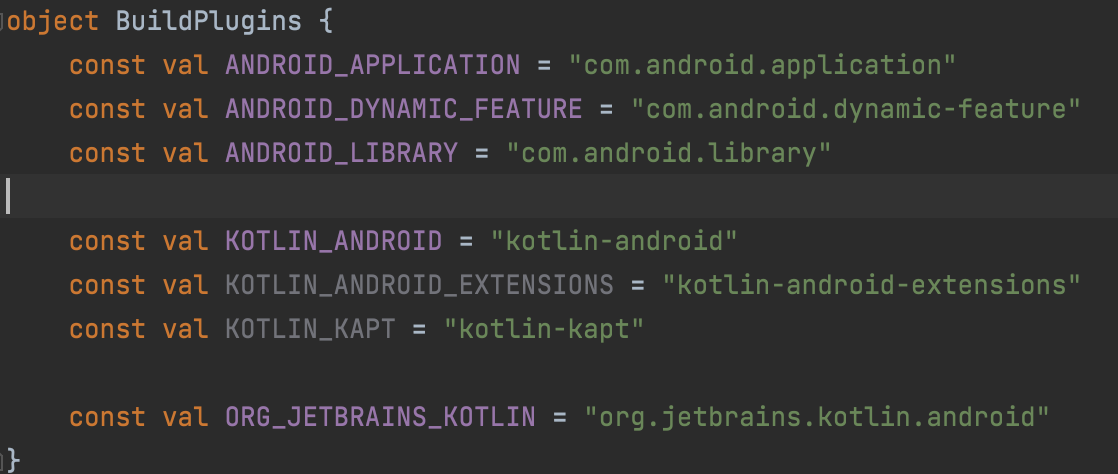 object BuildPlugins {
    const val ANDROID_APPLICATION = "com.android.application"
    const val ANDROID_DYNAMIC_FEATURE = "com.android.dynamic-feature"
    const val ANDROID_LIBRARY = "com.android.library"

    const val KOTLIN_ANDROID = "kotlin-android"
    const val KOTLIN_ANDROID_EXTENSIONS = "kotlin-android-extensions"
    const val KOTLIN_KAPT = "kotlin-kapt"

    const val ORG_JETBRAINS_KOTLIN = "org.jetbrains.kotlin.android"
}